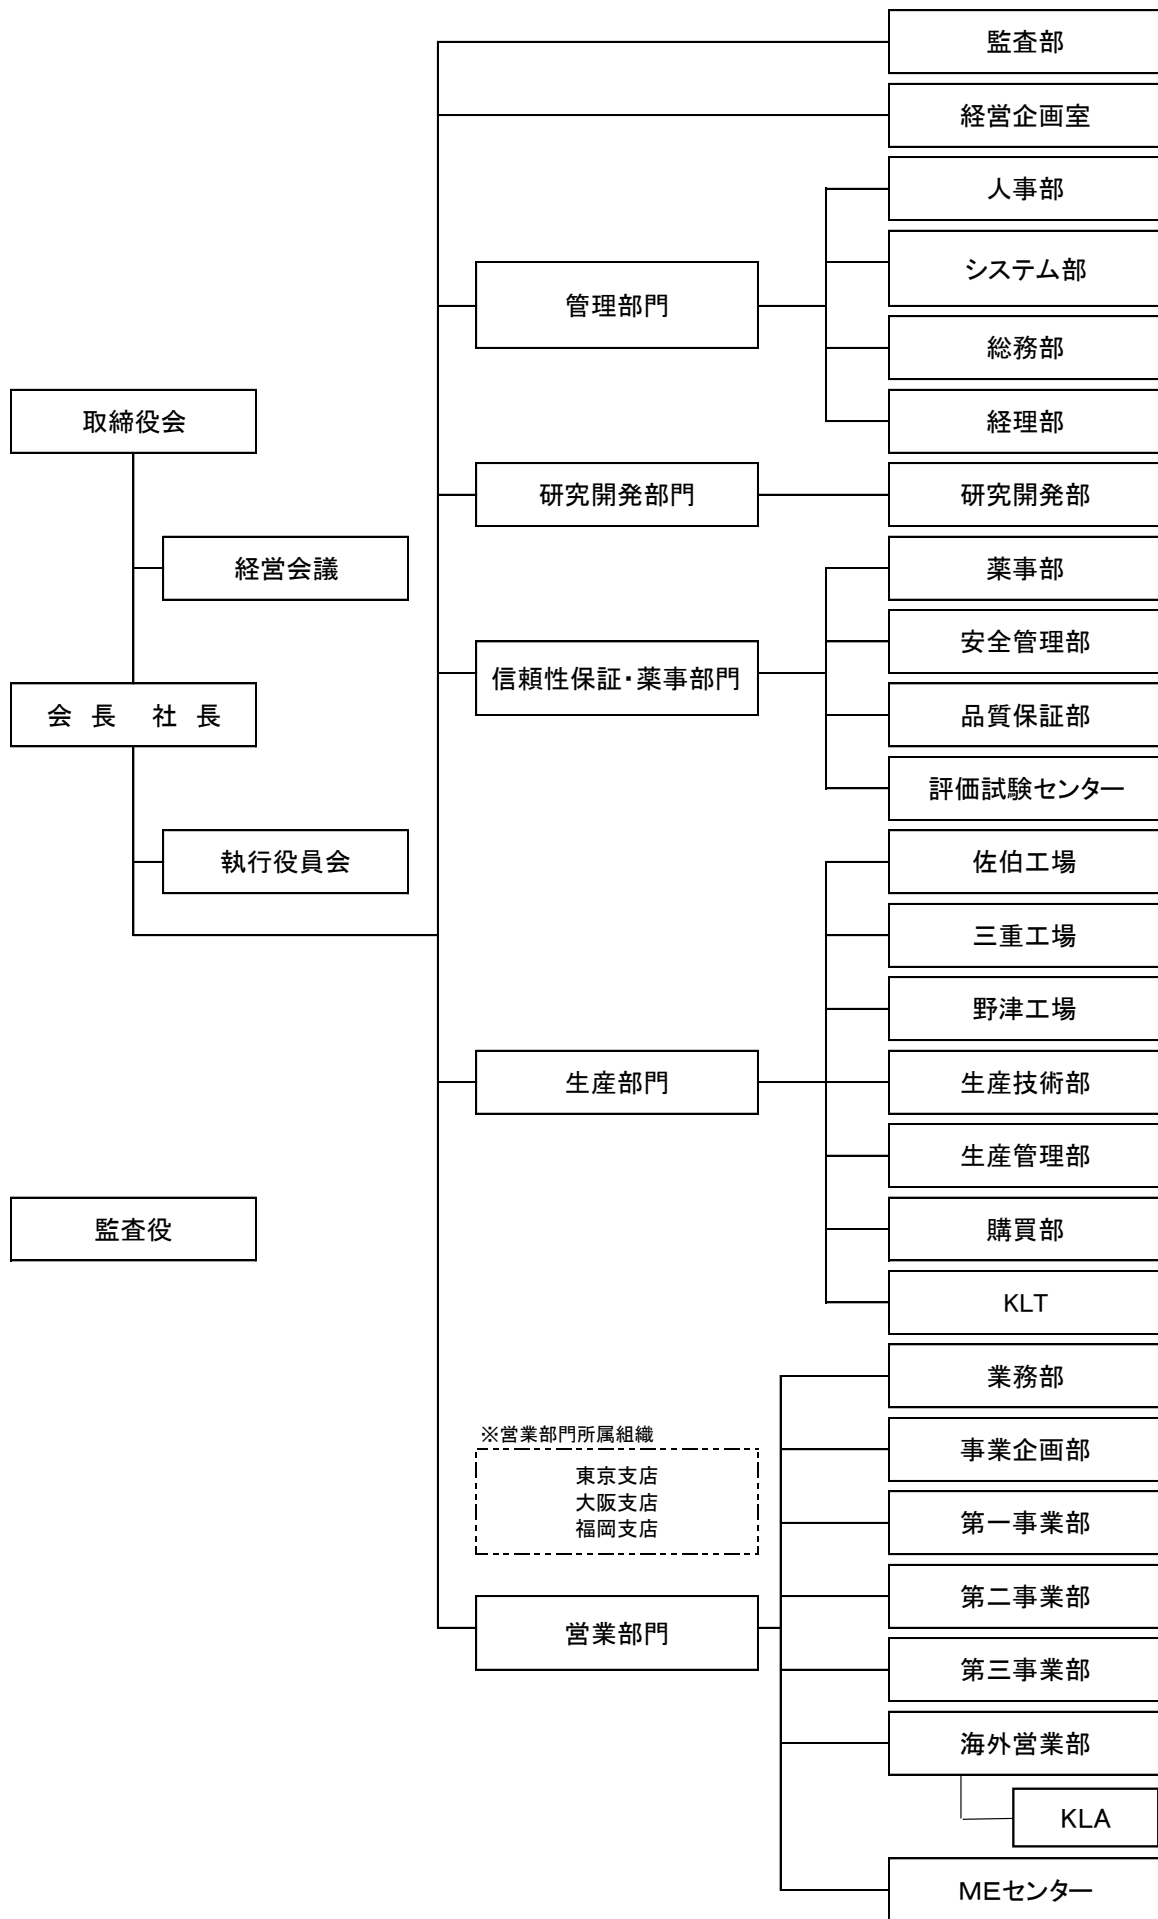 監査部
経営企画室
人事部
システム部
管理部門
総務部
取締役会
経理部
研究開発部門
研究開発部
経営会議
薬事部
安全管理部
信頼性保証・薬事部門
会 長 社 長
品質保証部
評価試験センター
執行役員会
佐伯工場
三重工場
野津工場
生産部門
生産技術部
生産管理部
監査役
購買部
KLT
業務部
※営業部門所属組織
事業企画部
東京支店
大阪支店
福岡支店
第一事業部
第二事業部
営業部門
第三事業部
海外営業部
KLA
MEセンター